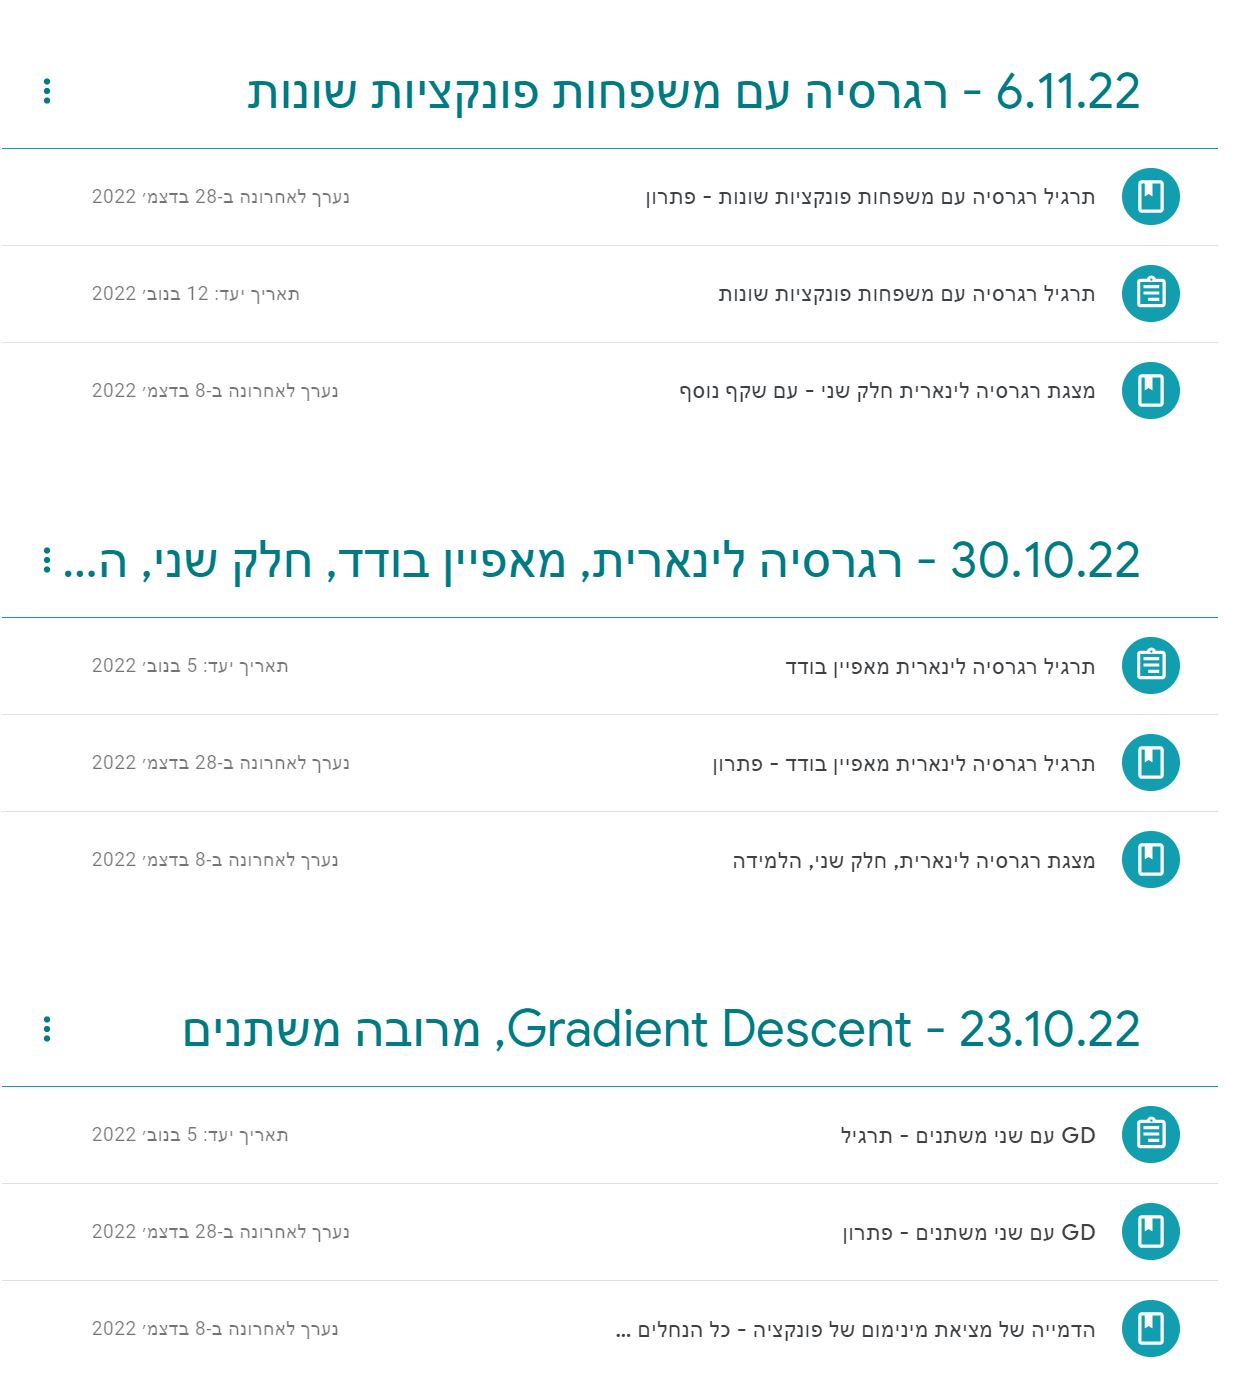 6.11.22 - רגרסיה עם משפחות פונקציות שונות
תרגיל רגרסיה עם משפחות פונקציות שונות - פתרון נערך לאחרונה ב-28 בדצמ׳ 2022
תרגיל רגרסיה עם משפחות פונקציות שונות תאריך יעד: 12 בנוב׳ 2022
מצגת רגרסיה לינארית חלק שני - עם שקף נוסף נערך לאחרונה ב-8 בדצמ׳ 2022
30.10.22 - רגרסיה לינארית, מאפיין בודד, חלק שני, ה...
תרגיל רגרסיה לינארית מאפיין בודד תאריך יעד: 5 בנוב׳ 2022
תרגיל רגרסיה לינארית מאפיין בודד - פתרון נערך לאחרונה ב-28 בדצמ׳ 2022
מצגת רגרסיה לינארית, חלק שני, הלמידה נערך לאחרונה ב-8 בדצמ׳ 2022
23.10.22 - Gradient Descent, מרובה משתנים
GD עם שני משתנים - תרגיל תאריך יעד: 5 בנוב׳ 2022
GD עם שני משתנים - פתרון נערך לאחרונה ב-28 בדצמ׳ 2022
הדמייה של מציאת מינימום של פונקציה - כל הנחלים ... נערך לאחרונה ב-8 בדצמ׳ 2022